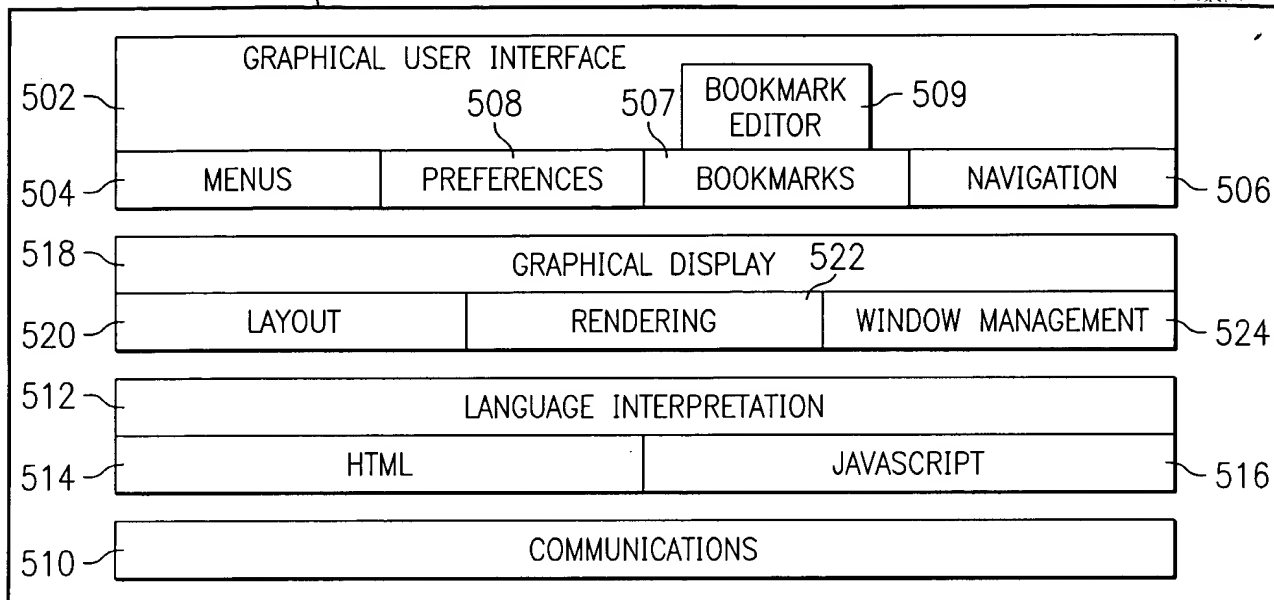 GRAPHICAL USER INTERFACE
502
508
507
BOOKMARK
EDITOR
509
504
MENUS
PREFERENCES
BOOKMARKS
NAVIGATION
506
518
GRAPHICAL DISPLAY
522
520
LAYOUT
RENDERING
WINDOW MANAGEMENT
524
512
LANGUAGE INTERPRETATION
514
HTML
JAVASCRIPT
516
510
COMMUNICATIONS